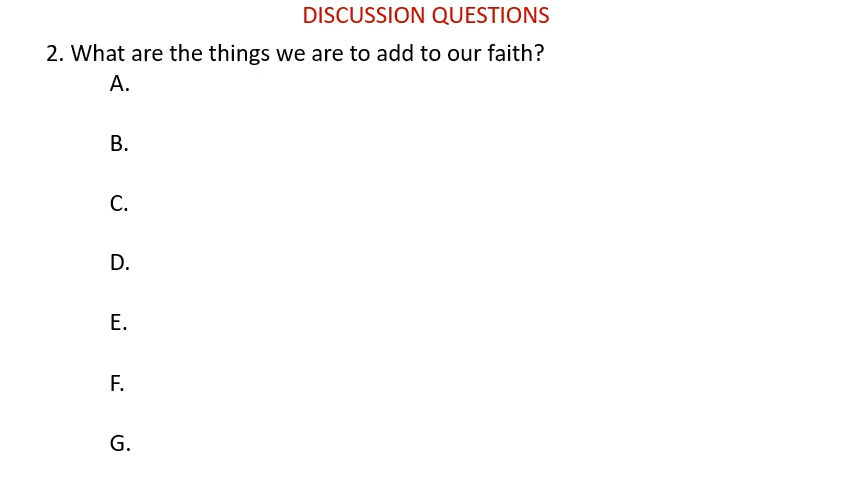 DISCUSSION QUESTIONS
2. What are the things we are to add to our faith?
A.
B.
C.
D.
E.
F.
G.